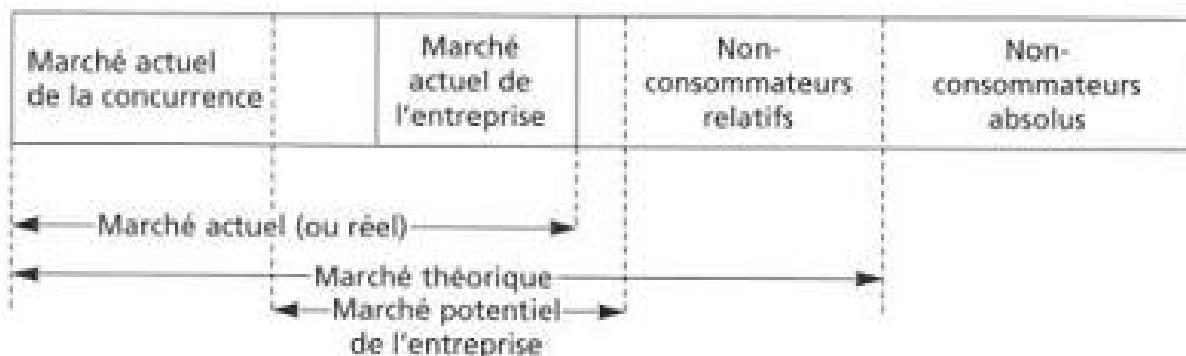 Marché actuel
de la concurrence
Marché
actuel de
l'entreprise
Non-
consommateurs
relatifs
Non-
consommateurs
absolus
Marché actuel (ou réel)
Marché théorique
Marché potentiel
de l'entreprise